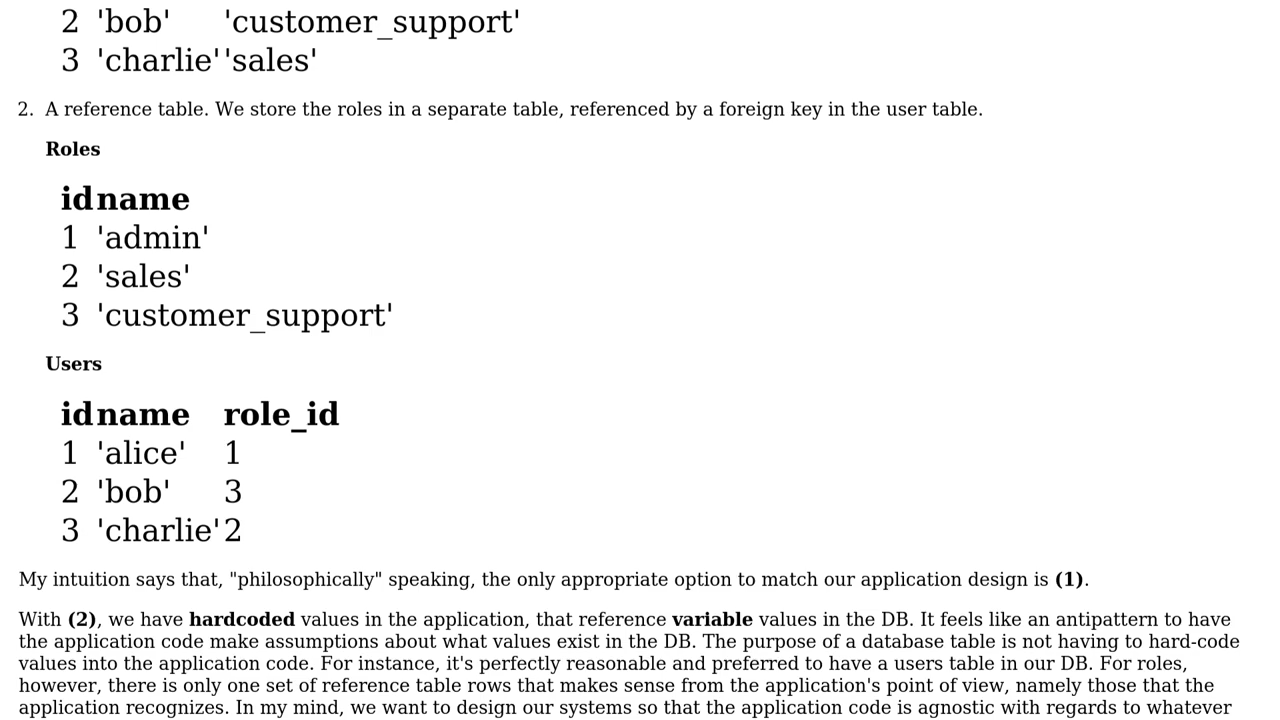 2 'bob' 'customer_support'
3 'charlie' 'sales'
2. A reference table. We store the roles in a separate table, referenced by a foreign key in the user table.
Roles
id name
1 'admin'
2 'sales'
3 'customer_support'
Users
id name role_id
1 'alice' 1
2 'bob' 3
3 'charlie' 2
My intuition says that, "philosophically" speaking, the only appropriate option to match our application design is (1).
With (2), we have hardcoded values in the application, that reference variable values in the DB. It feels like an antipattern to have
the application code make assumptions about what values exist in the DB. The purpose of a database table is not having to hard-code
values into the application code. For instance, it's perfectly reasonable and preferred to have a users table in our DB. For roles,
however, there is only one set of reference table rows that makes sense from the application's point of view, namely those that the
application recognizes. In my mind, we want to design our systems so that the application code is agnostic with regards to whatever